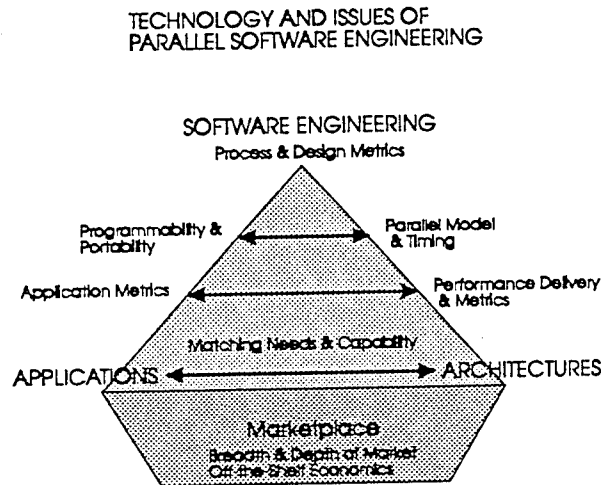 TECHNOLOGY AND ISSUES OF
PARALLEL SOFTWARE ENGINEERING
SOFTWARE ENGINEERING
Process & Design Metrics
Programmability &
Portability
Parallel Model
& Timing
Application Metrics
Performance Delivery
& Metrics
Matching Needs & Capability
APPLICATIONS
ARCHITECTURES
Marketplace
Breadth & Depth of Market
Off the Shelf Economics